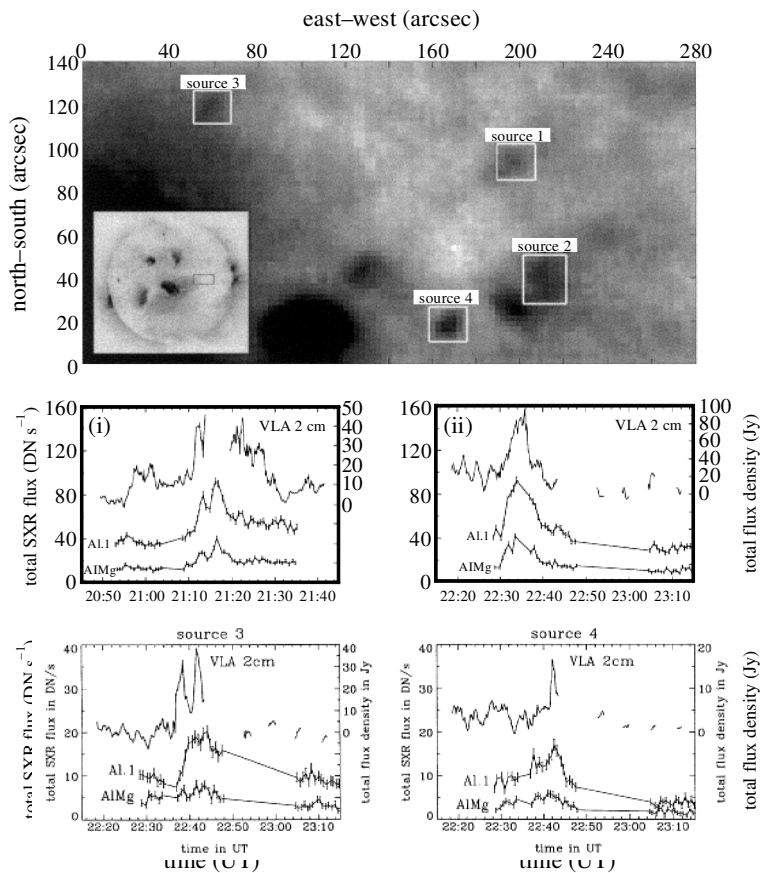 east–west (arcsec)
0 40 80 120 160 200 240 280
north–south (arcsec)
140
120
100
80
60
40
20
0
source 3
source 1
source 2
source 4
total SXR flux (DN s⁻¹)
160
120
80
40
0
(i)
VLA 2 cm
Al.1
AlMg
50
40
30
20
10
0
20:50 21:00 21:10 21:20 21:30 21:40
160
120
80
40
0
(ii)
VLA 2 cm
Al.1
AlMg
100
80
60
40
20
0
total flux density (Jy)
22:20 22:30 22:40 22:50 23:00 23:10
source 3
total SXR flux (DN s⁻¹)
total SXR flux in DN/s
40
30
20
10
0
VLA 2cm
Al.1
AlMg
40
30
20
10
0
total flux density in Jy
22:20 22:30 22:40 22:50 23:00 23:10
time in UT
time (UT)
source 4
total SXR flux in DN/s
40
30
20
10
0
VLA 2cm
Al.1
AlMg
20
15
10
5
0
total flux density in Jy
total flux density (Jy)
22:20 22:30 22:40 22:50 23:00 23:10
time in UT
time (UT)